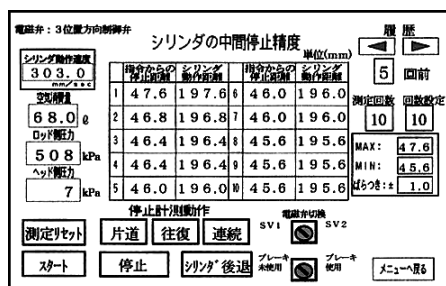 電磁弁：3位置方向制御弁
シリンダの中間停止精度
単位(mm)
履歴
5 回前
シリンダ動作速度
303.0
mm/sec
空気消費量
68.0 ℓ
ロッド側圧力
508 kPa
ヘッド側圧力
7 kPa
指令からの停止距離 シリンダ動作距離 指令からの停止距離 シリンダ動作距離
1 47.6 197.6 6 46.0 196.0
2 46.8 196.8 7 46.0 196.0
3 46.4 196.4 8 45.6 195.6
4 46.4 196.4 9 45.6 195.6
5 46.0 196.0 10 45.6 195.6
測定回数 回数設定
10 10
MAX: 47.6
MIN: 45.6
ばらつき:± 1.0
停止計測動作
測定リセット 片道 往復 連続
スタート 停止 シリンダ後退
電磁弁切換
SV1 SV2
ブレーキ未使用 ブレーキ使用
メニューへ戻る